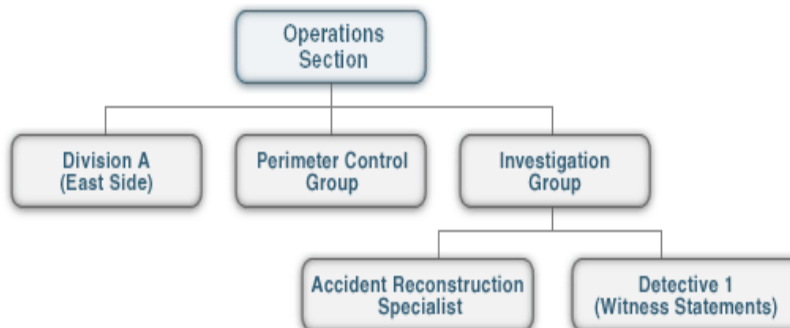 Operations
Section
Division A
(East Side)
Perimeter Control
Group
Investigation
Group
Accident Reconstruction
Specialist
Detective 1
(Witness Statements)